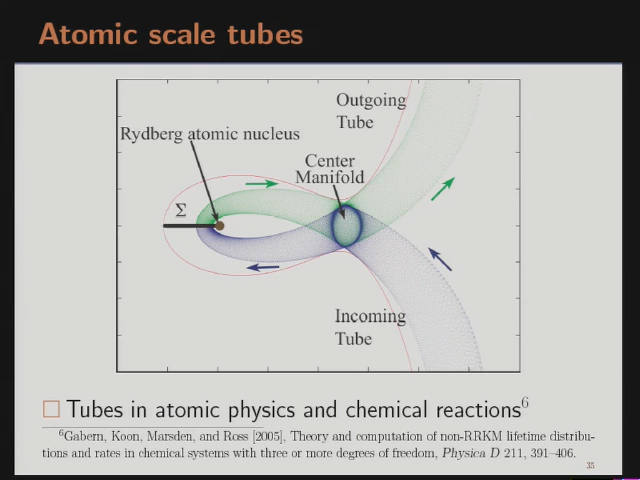 Atomic scale tubes
Outgoing
Tube
Rydberg atomic nucleus
Center
Manifold
Σ
Incoming
Tube
Tubes in atomic physics and chemical reactions⁶
⁶Gabern, Koon, Marsden, and Ross [2005], Theory and computation of non-RRKM lifetime distribu-
tions and rates in chemical systems with three or more degrees of freedom, Physica D 211, 391–406.
35